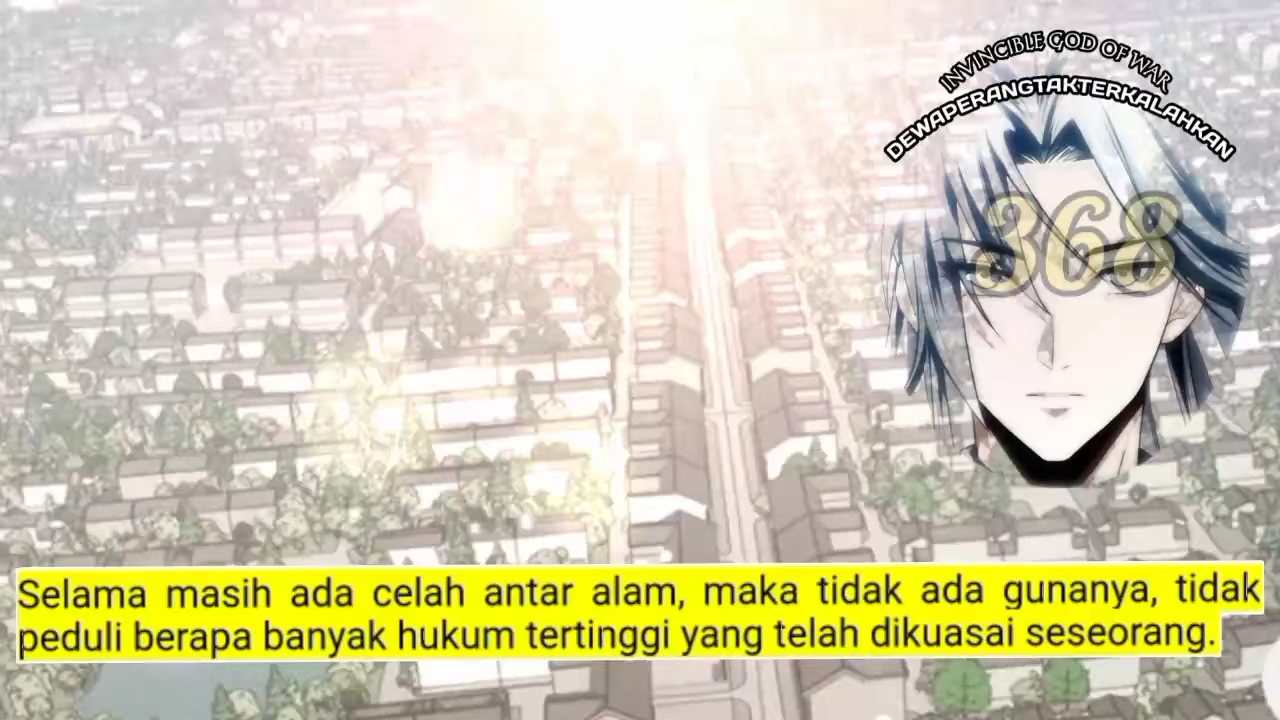 INVINCIBLE GOD OF WAR
DEWAPERANGTAKTERKALAHKAN
368
Selama masih ada celah antar alam, maka tidak ada gunanya, tidak
peduli berapa banyak hukum tertinggi yang telah dikuasai seseorang.